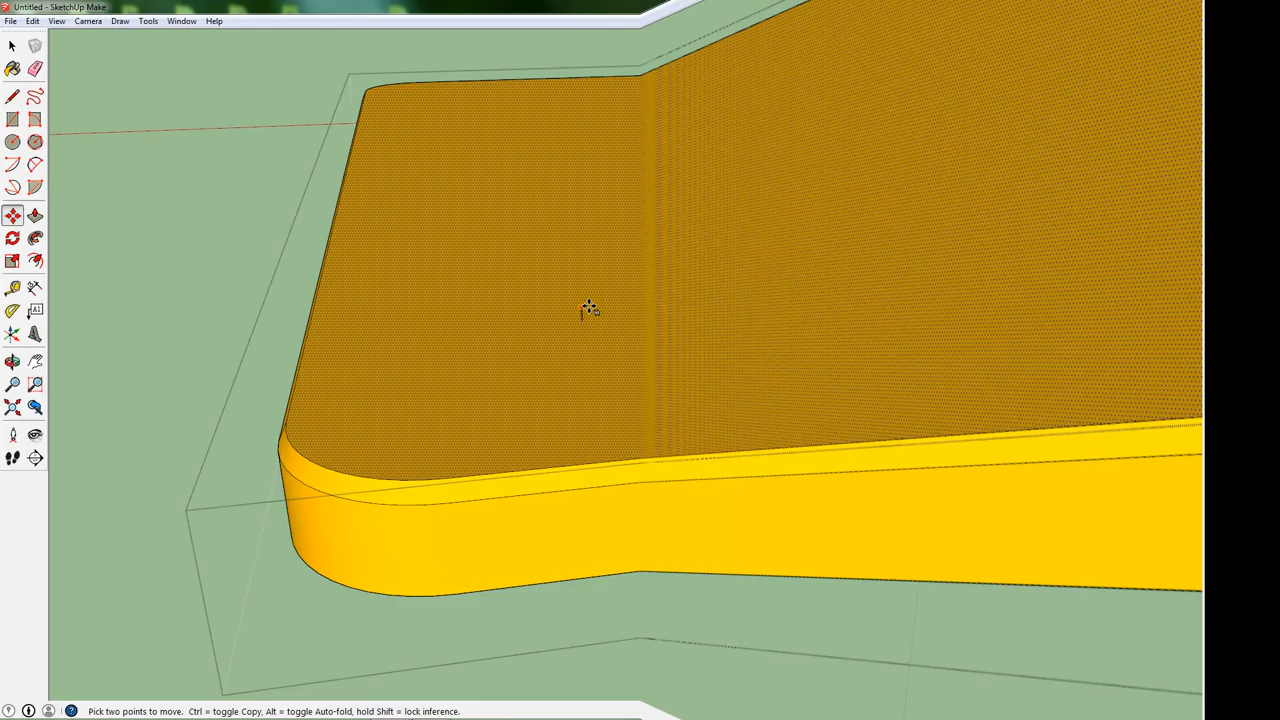 Untitled - SketchUp Make
File Edit View Camera Draw Tools Window Help
A1
Pick two points to move. Ctrl = toggle Copy, Alt = toggle Auto-fold, hold Shift = lock inference.